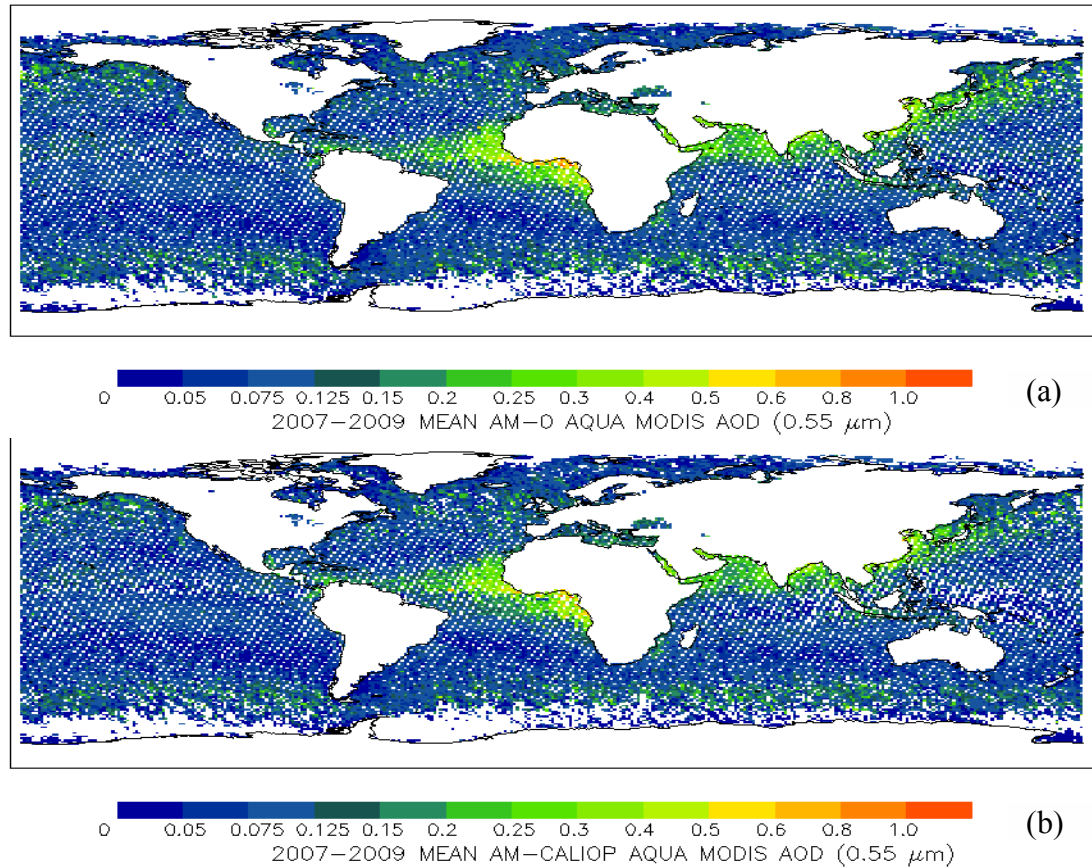 0 0.05 0.075 0.125 0.15 0.2 0.25 0.3 0.4 0.5 0.6 0.8 1.0
(a)
2007-2009 MEAN AM-O AQUA MODIS AOD (0.55 μm)
0 0.05 0.075 0.125 0.15 0.2 0.25 0.3 0.4 0.5 0.6 0.8 1.0
(b)
2007-2009 MEAN AM-CALIOP AQUA MODIS AOD (0.55 μm)